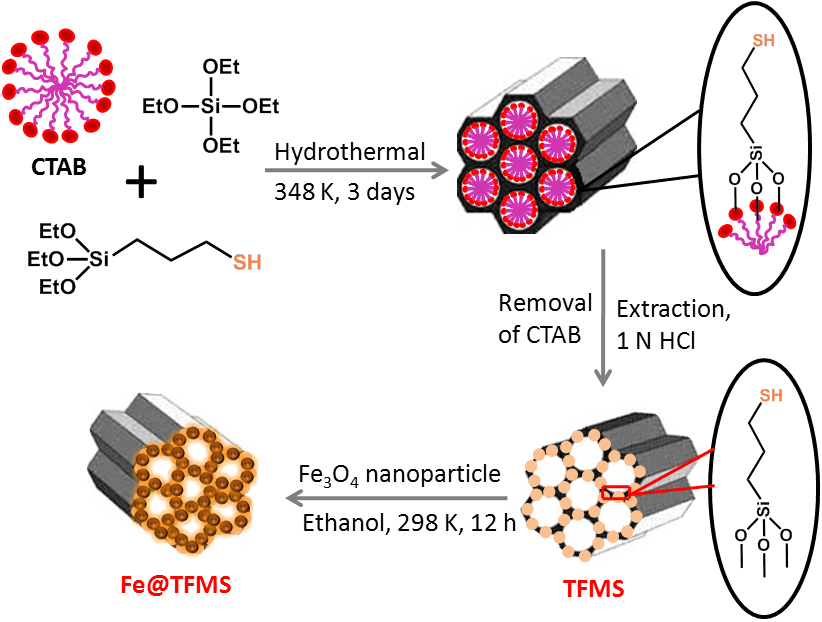 CTAB
+
OEt
EtO Si OEt
OEt
EtO
EtO Si SH
EtO
Hydrothermal
348 K, 3 days
SH
Si
O O O
Removal
of CTAB
Extraction,
1 N HCl
SH
Si
O O O
TFMS
Fe₃O₄ nanoparticle
Ethanol, 298 K, 12 h
Fe@TFMS